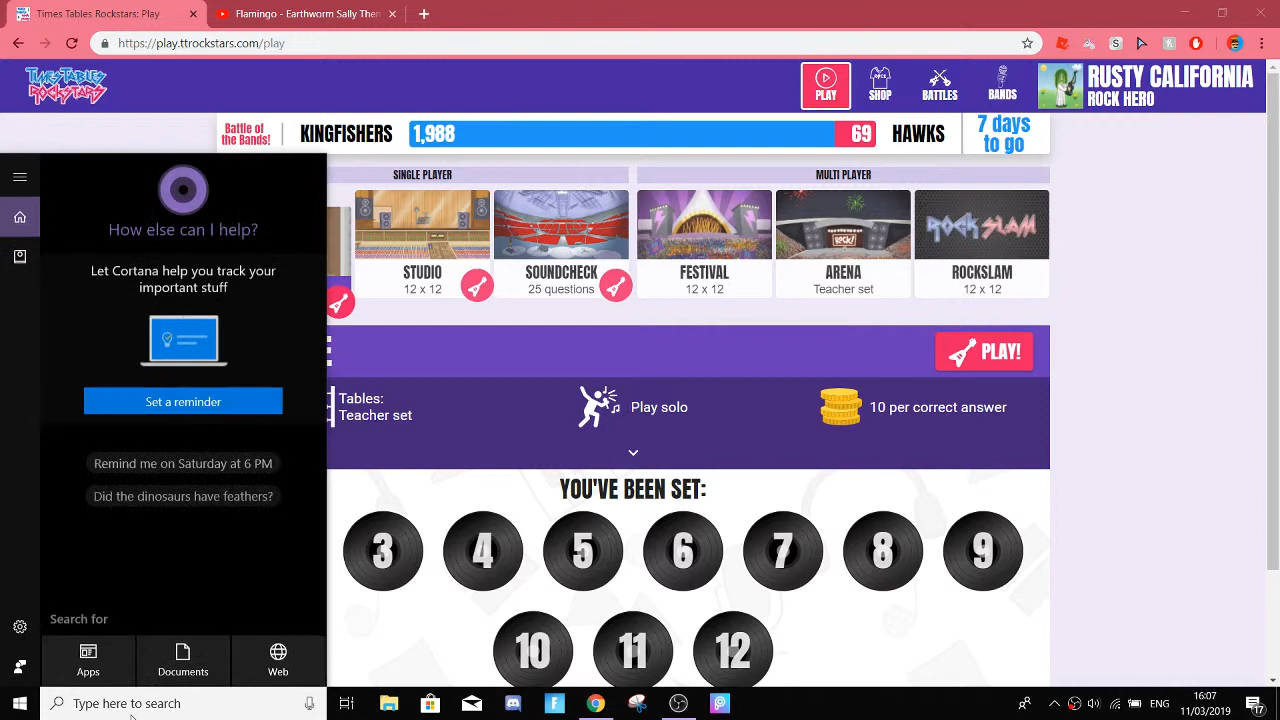 Times Tables Rockstars: Play
Flamingo - Earthworm Sally Then
https://play.ttrockstars.com/play
TIMES TABLES
ROCKSTARS
PLAY
SHOP
BATTLES
BANDS
RUSTY CALIFORNIA
ROCK HERO
Battle of
the Bands!
KINGFISHERS
1,988
69
HAWKS
7 days
to go
SINGLE PLAYER
MULTI PLAYER
ROCK!
ROCK SLAM
STUDIO
12 x 12
SOUNDCHECK
25 questions
FESTIVAL
12 x 12
ARENA
Teacher set
ROCKSLAM
12 x 12
PLAY!
Tables:
Teacher set
Play solo
10 per correct answer
YOU'VE BEEN SET:
3 4 5 6 7 8 9
10 11 12
How else can I help?
Let Cortana help you track your
important stuff
Set a reminder
Remind me on Saturday at 6 PM
Did the dinosaurs have feathers?
Search for
Apps
Documents
Web
Type here to search
ENG
16:07
11/03/2019
17